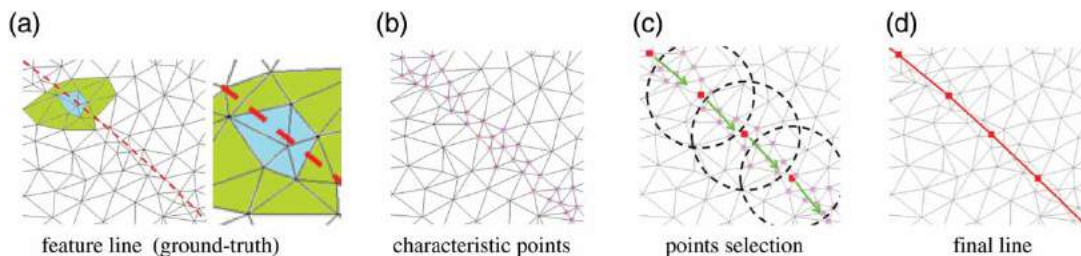 (a)
(b)
(c)
(d)
feature line (ground-truth)
characteristic points
points selection
final line